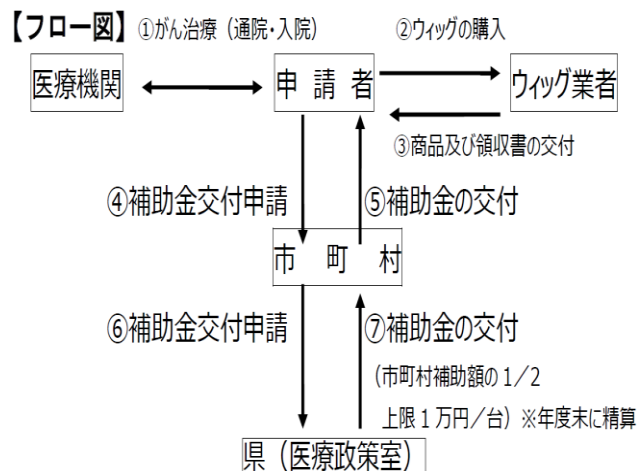 【フロー図】 ①がん治療（通院・入院） ②ウィッグの購入
医療機関 申請者 ウィッグ業者
③商品及び領収書の交付
④補助金交付申請 ⑤補助金の交付
市町村
⑥補助金交付申請 ⑦補助金の交付
（市町村補助額の1／2
上限1万円／台）※年度末に精算
県（医療政策室）